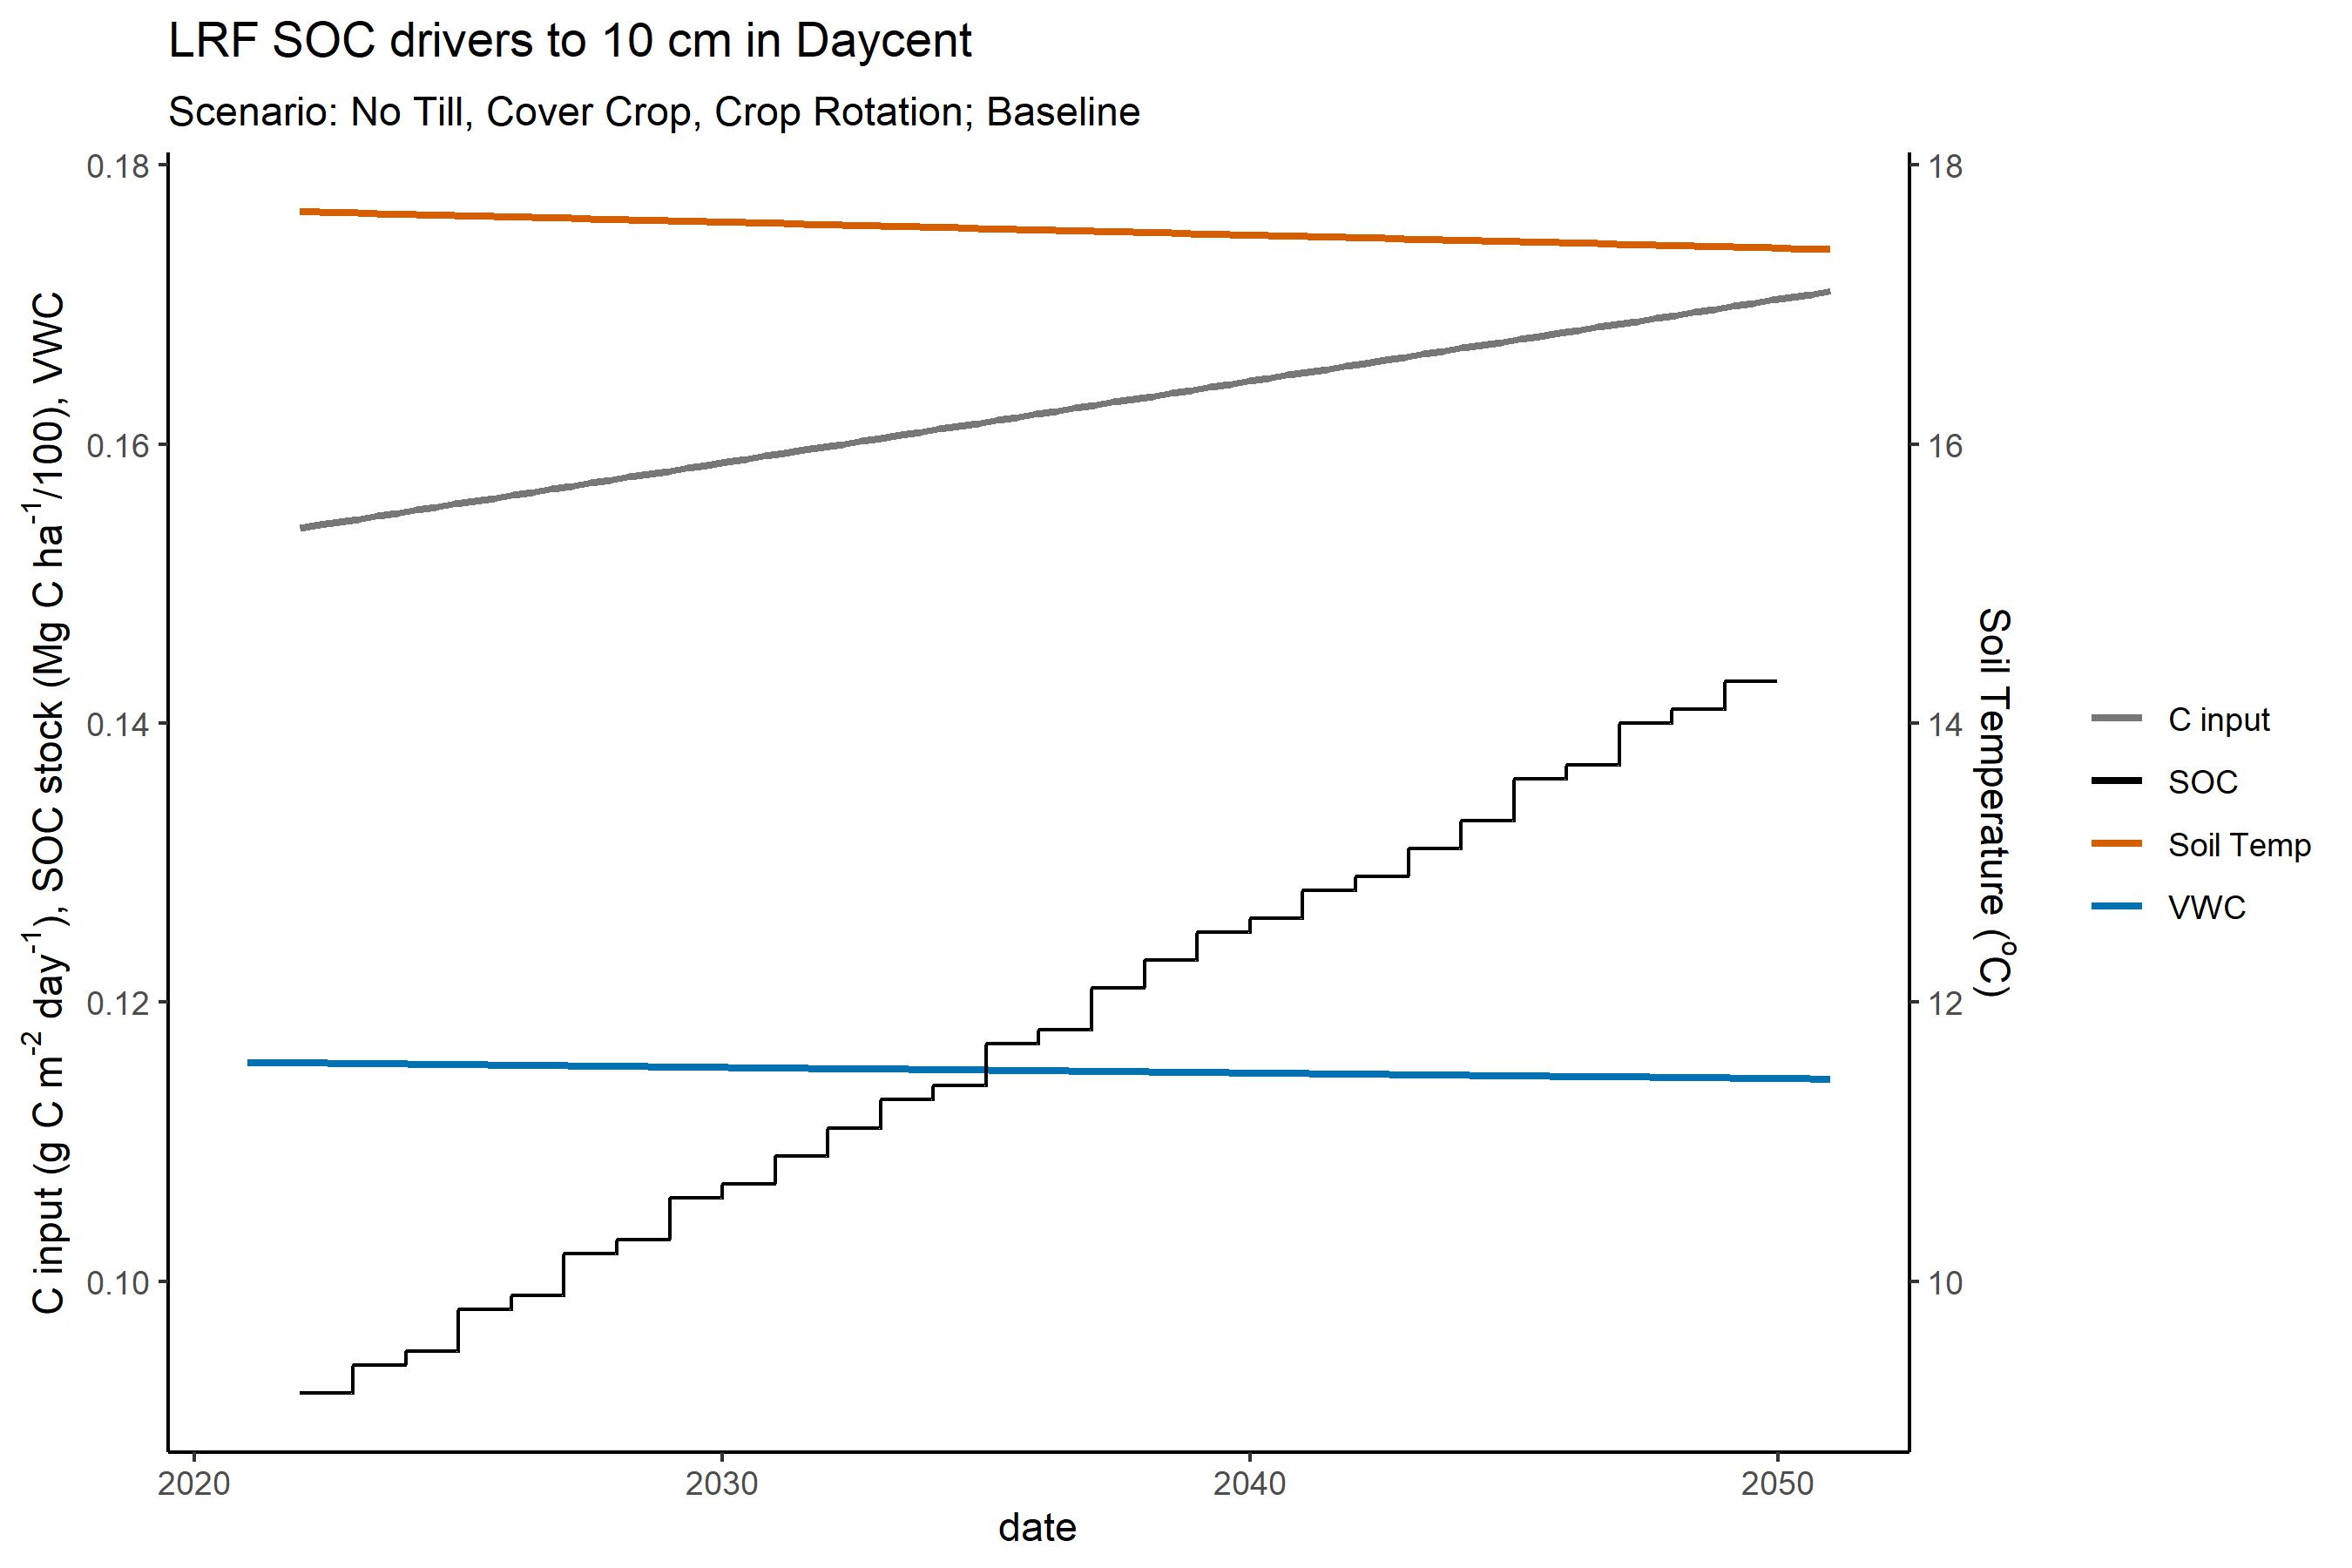 LRF SOC drivers to 10 cm in Daycent
Scenario: No Till, Cover Crop, Crop Rotation; Baseline
C input (g C m⁻² day⁻¹), SOC stock (Mg C ha⁻¹/100), VWC
0.18
0.16
0.14
0.12
0.10
18
16
14
12
10
Soil Temperature (ºC)
2020
2030
2040
2050
date
C input
SOC
Soil Temp
VWC